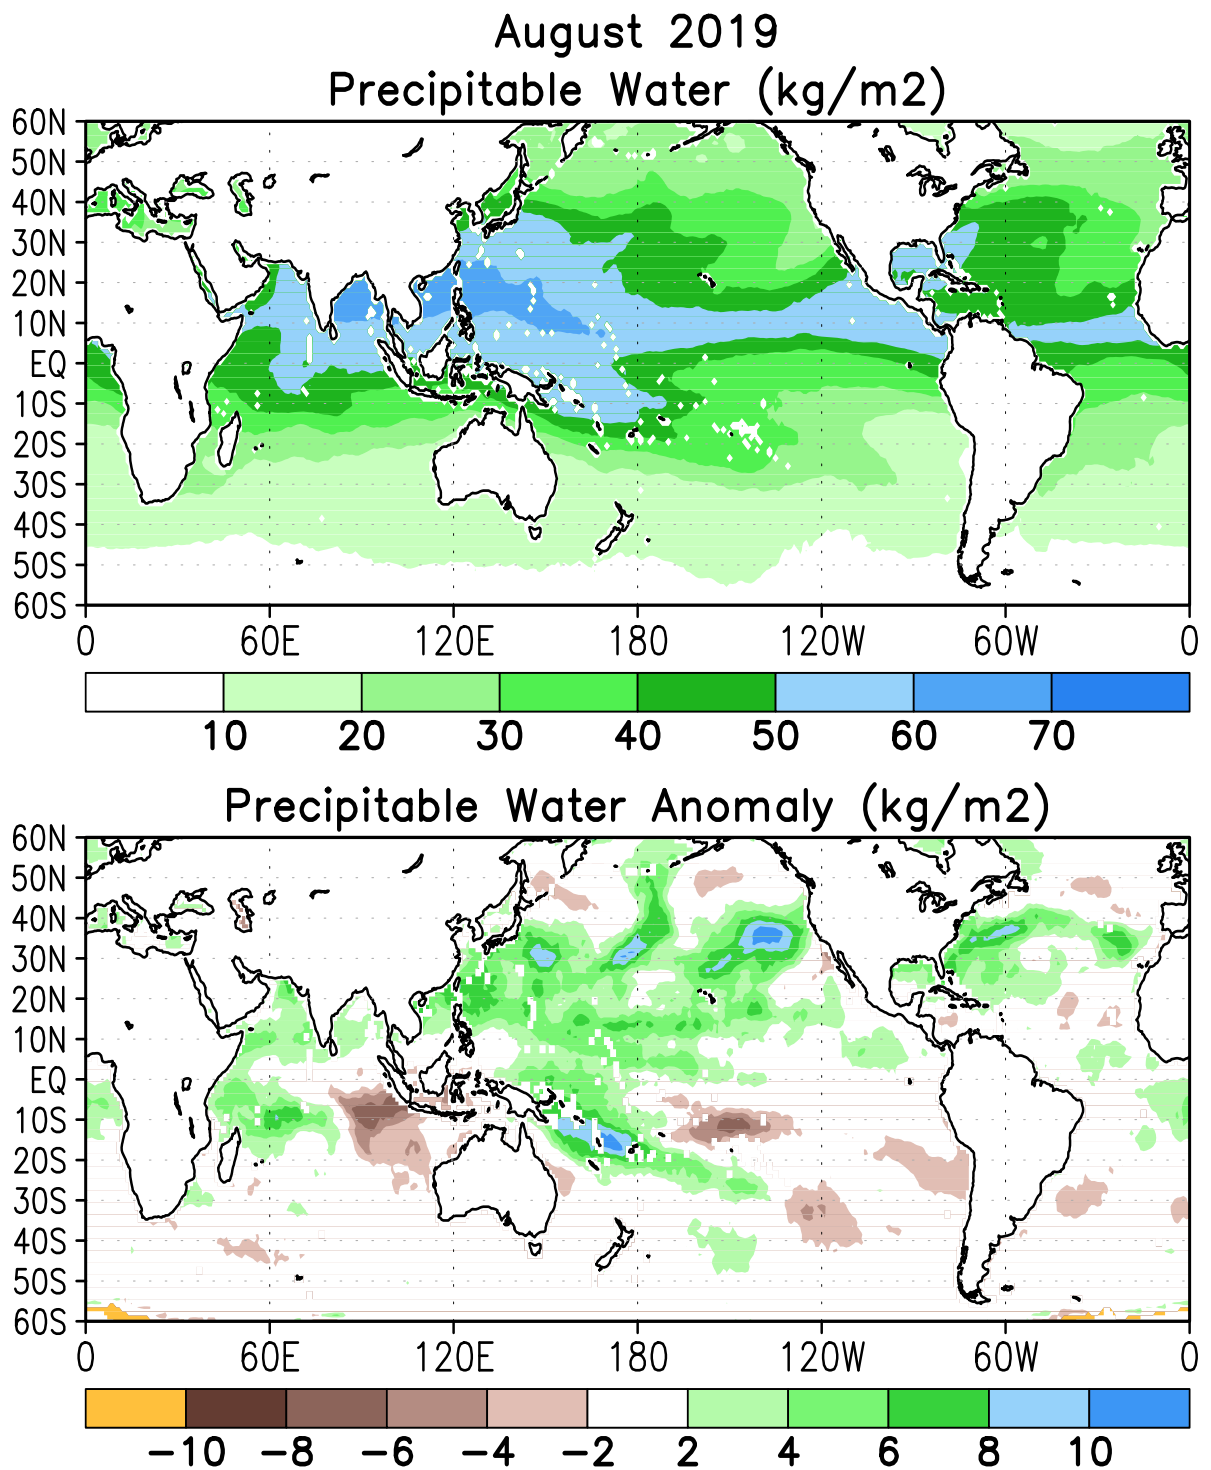 August 2019
Precipitable Water (kg/m2)
60N
50N
40N
30N
20N
10N
EQ
10S
20S
30S
40S
50S
60S
0 60E 120E 180 120W 60W 0
10 20 30 40 50 60 70
Precipitable Water Anomaly (kg/m2)
60N
50N
40N
30N
20N
10N
EQ
10S
20S
30S
40S
50S
60S
0 60E 120E 180 120W 60W 0
−10 −8 −6 −4 −2 2 4 6 8 10